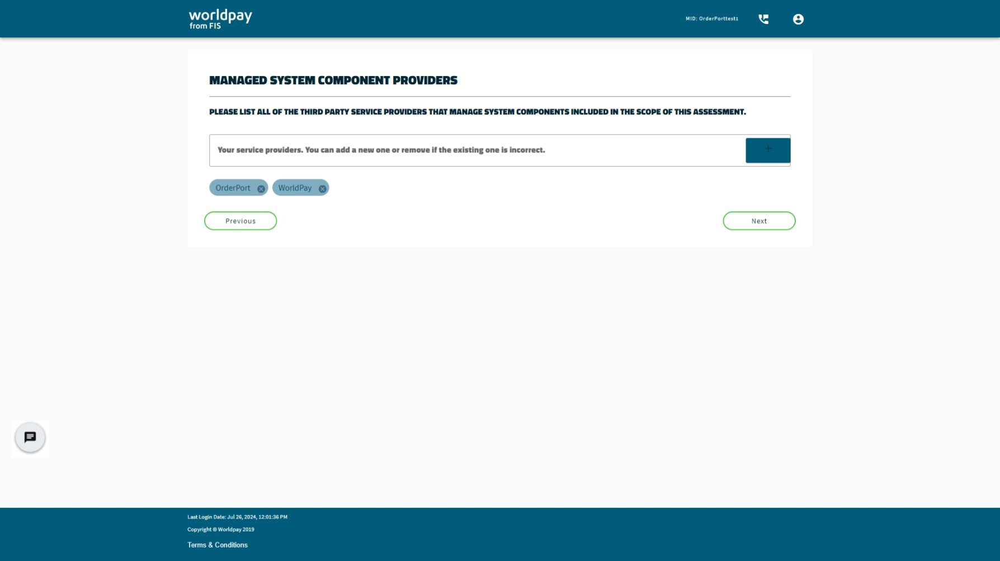 worldpay
from FIS
MID: OrderPorttest1
MANAGED SYSTEM COMPONENT PROVIDERS
PLEASE LIST ALL OF THE THIRD PARTY SERVICE PROVIDERS THAT MANAGE SYSTEM COMPONENTS INCLUDED IN THE SCOPE OF THIS ASSESSMENT.
Your service providers. You can add a new one or remove if the existing one is incorrect.
+
OrderPort
WorldPay
Previous
Next
Last Login Date: Jul 26, 2024, 12:01:36 PM
Copyright © Worldpay 2019
Terms & Conditions